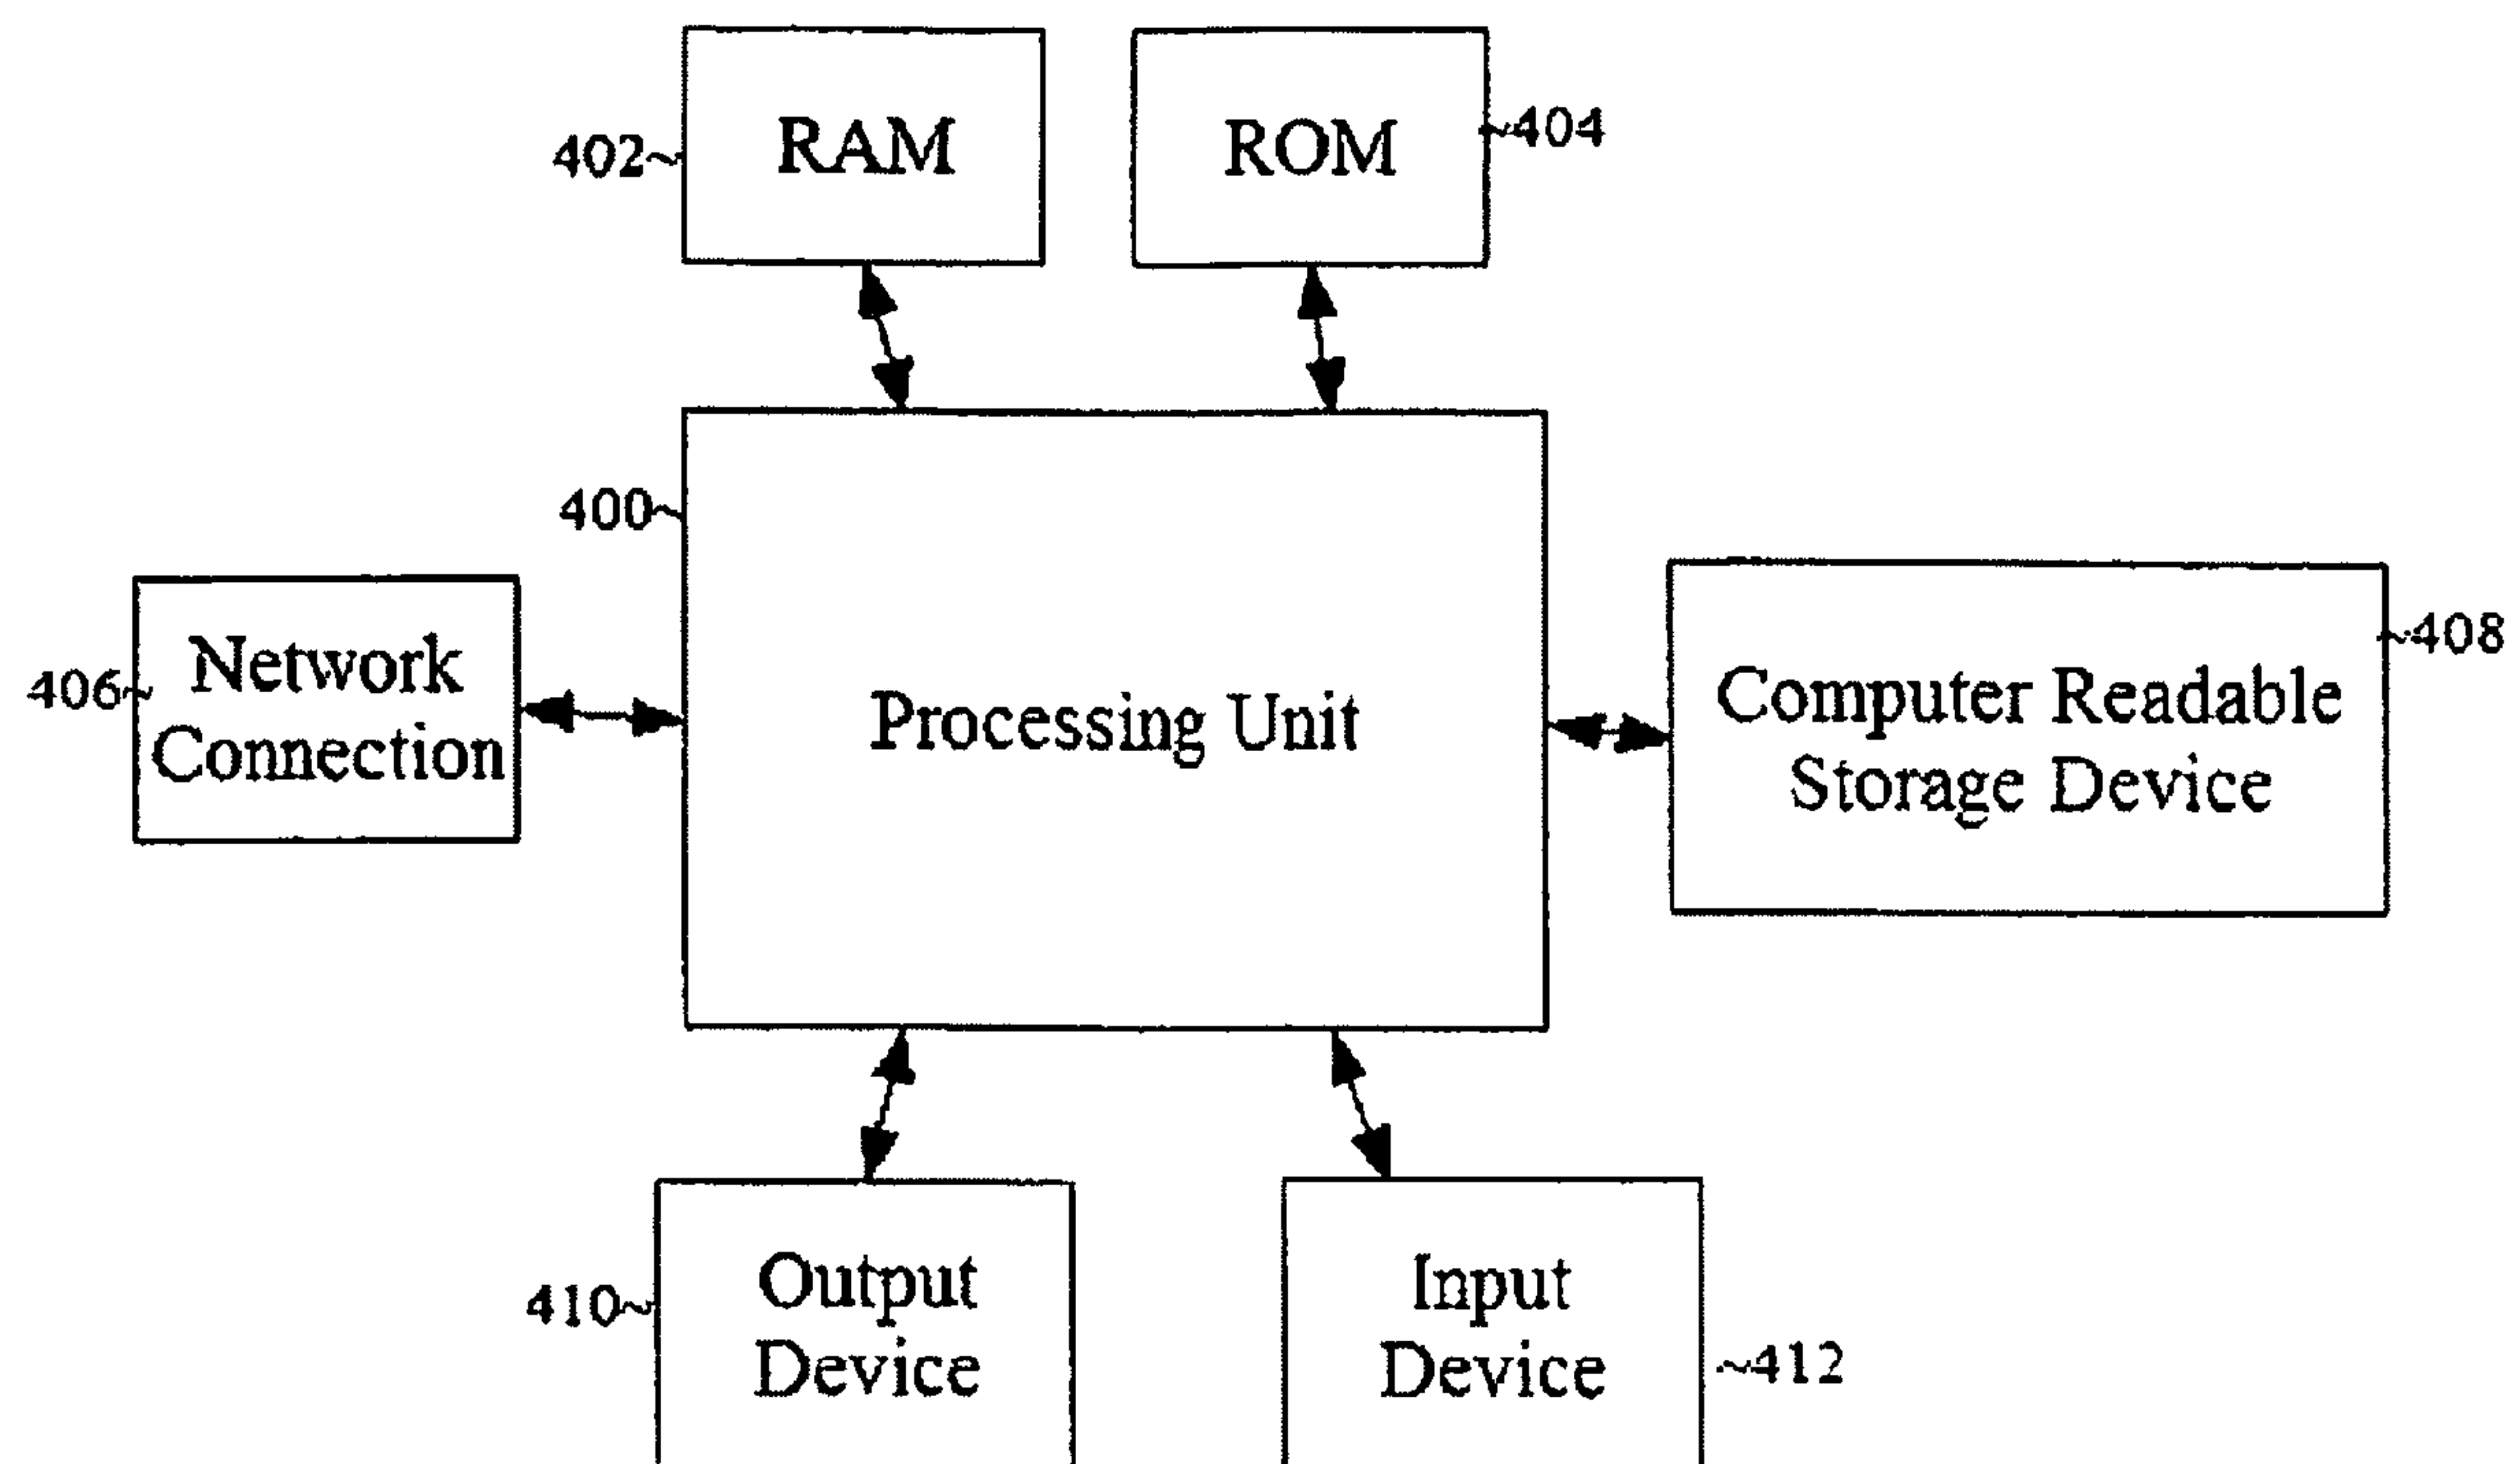 RAM
402~
ROM
~404
400~
Processing Unit
406~
Network
Connection
~408
Computer Readable
Storage Device
410~
Output
Device
Input
Device
~412